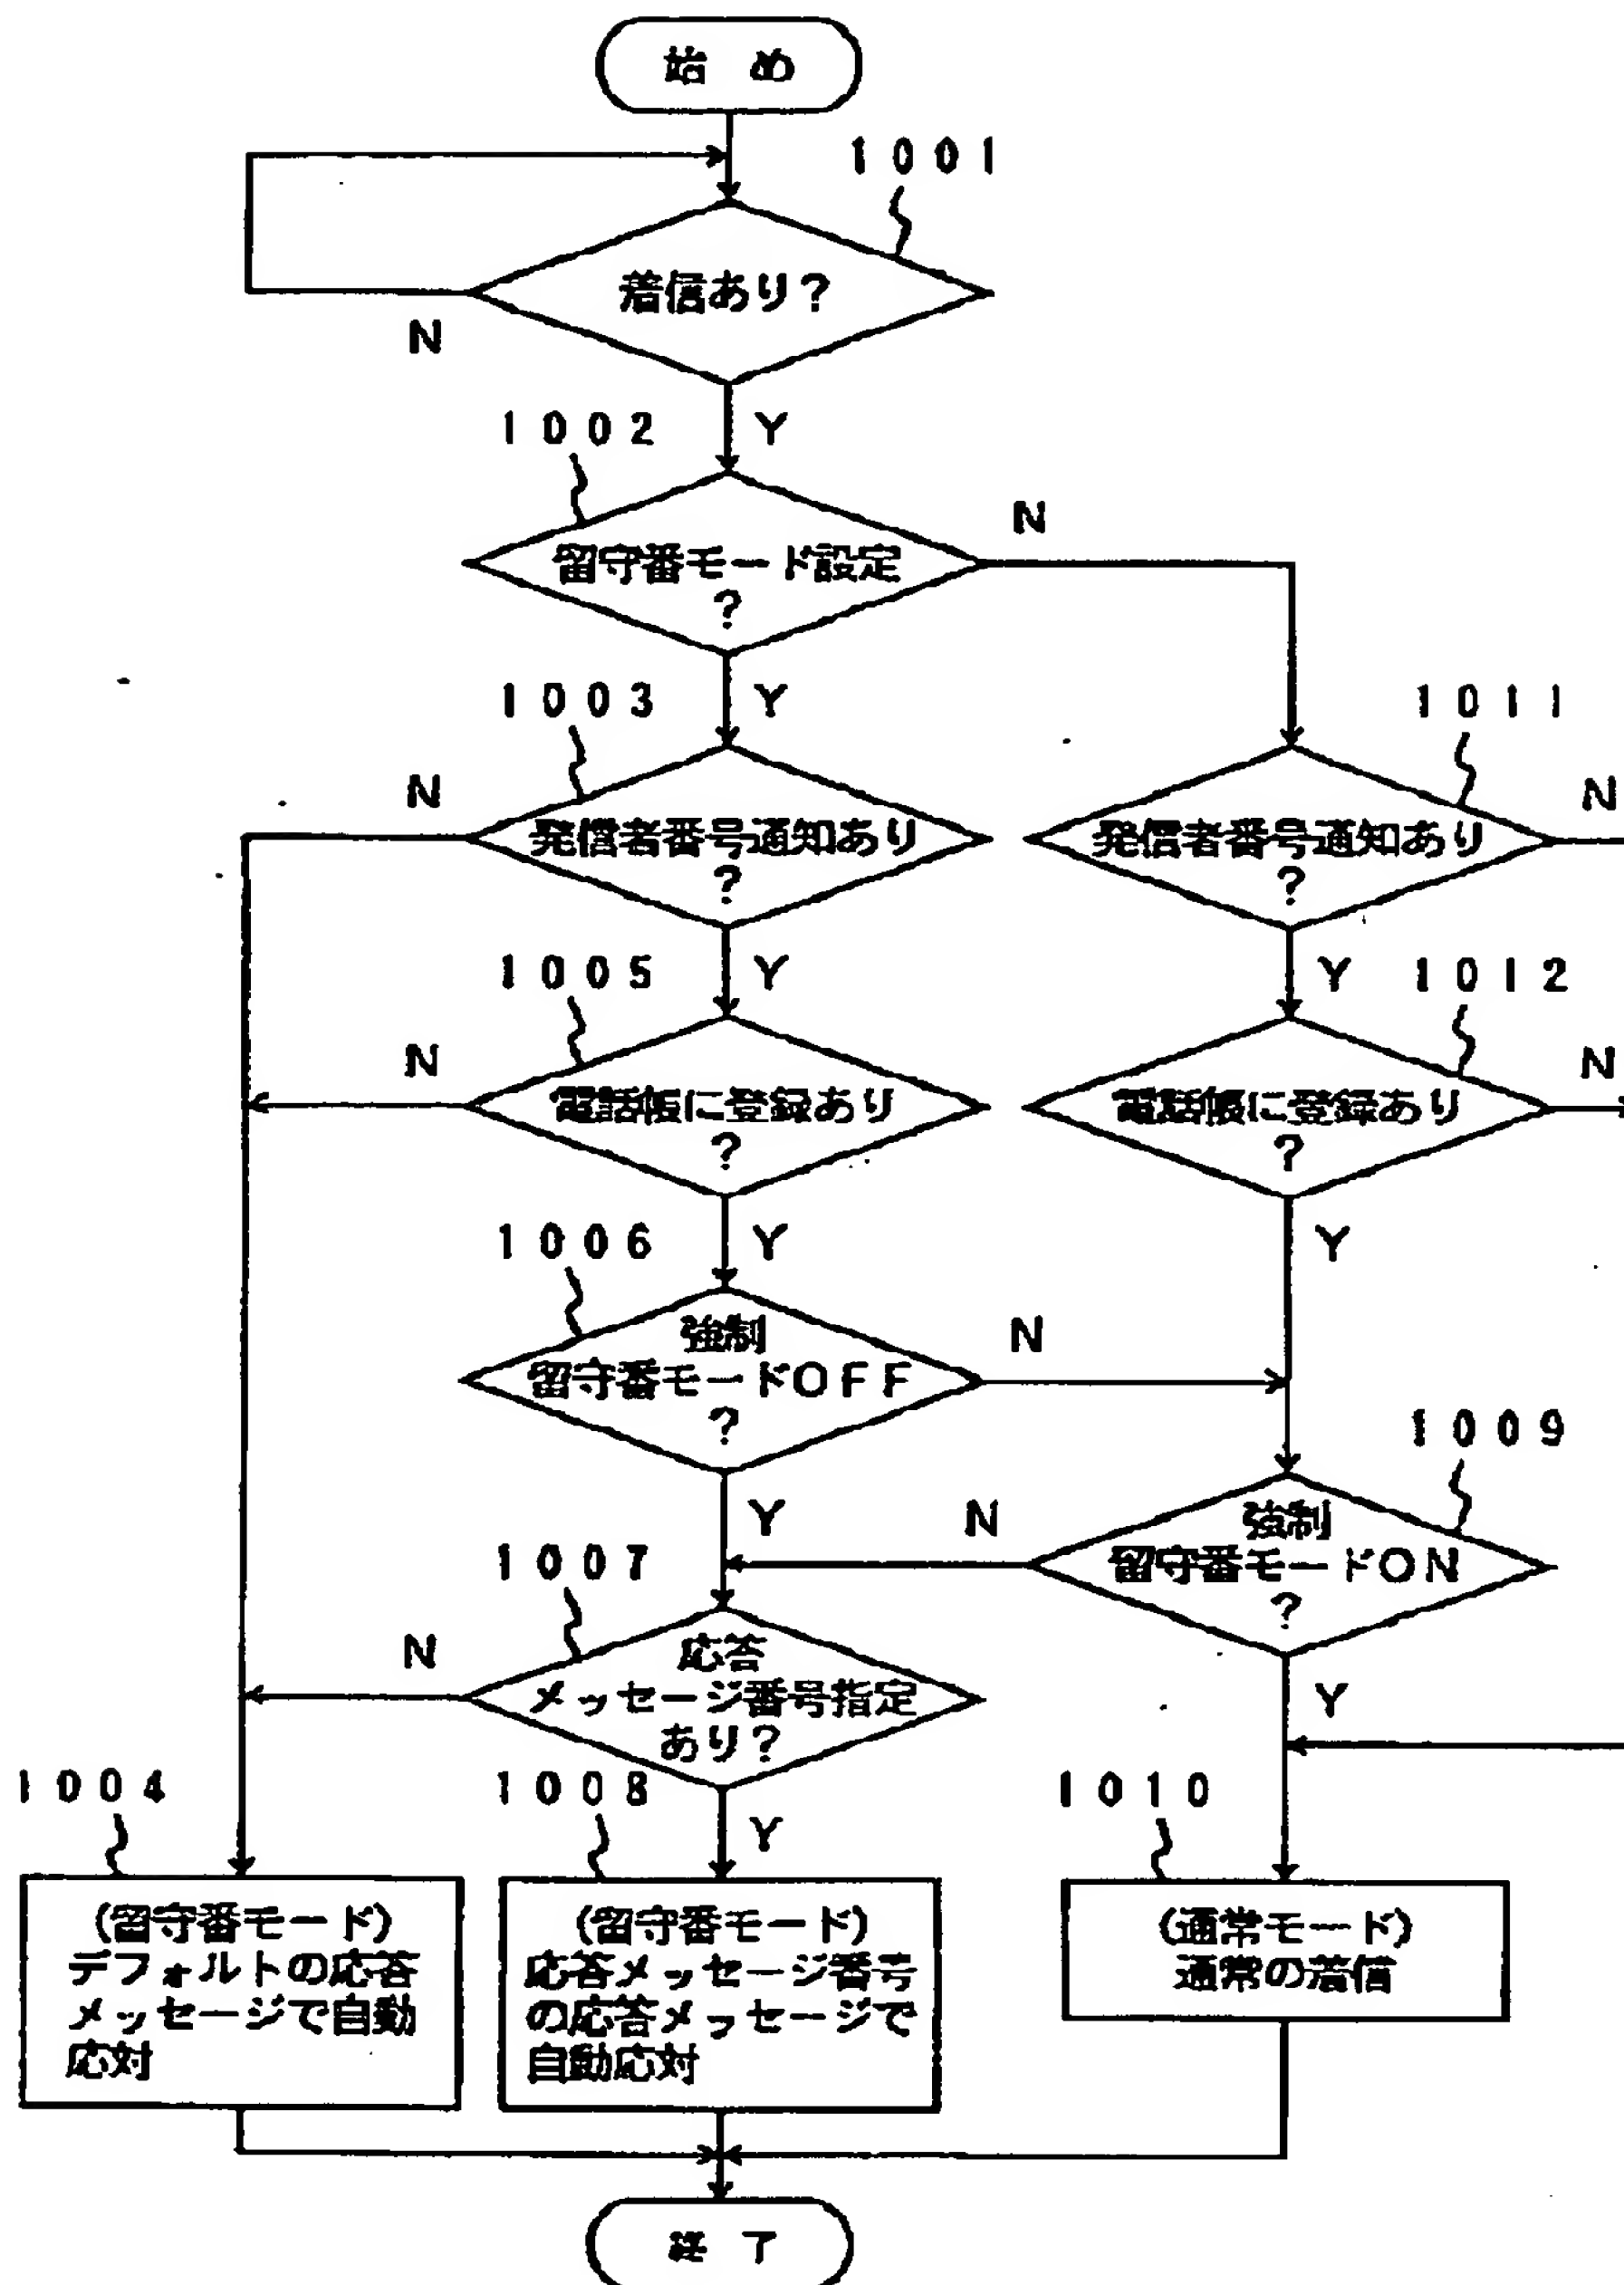 始 め
1001
着信あり?
N
1002
Y
N
留守番モード設定
?
1003
Y
1011
N
N
発信者番号通知あり
?
発信者番号通知あり
?
1005
Y
Y
1012
N
N
電話帳に登録あり
?
電話帳に登録あり
?
1006
Y
Y
強制
留守番モードOFF
?
N
1009
Y
N
強制
留守番モードON
?
1007
N
応答
メッセージ番号指定
あり?
Y
1004
1008
Y
1010
(留守番モード)
デフォルトの応答
メッセージで自動
応対
(留守番モード)
応答メッセージ番号
の応答メッセージで
自動応対
(通常モード)
通常の着信
終 了